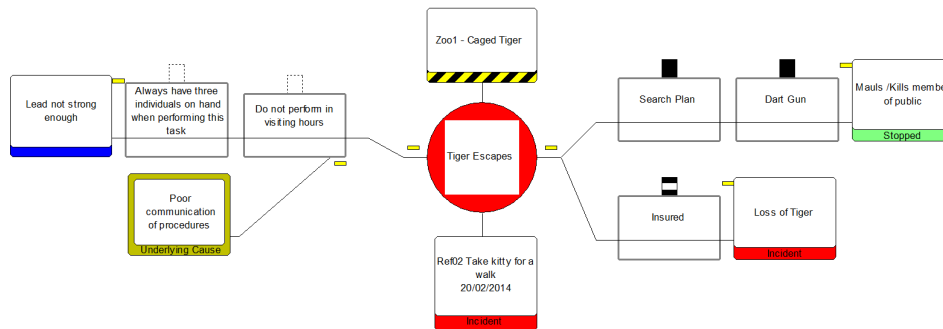 Zoo1 - Caged Tiger
Lead not strong
enough
Always have three
individuals on hand
when performing this
task
Do not perform in
visiting hours
Tiger Escapes
Search Plan
Dart Gun
Mauls /Kills membe
of public
Stopped
Poor
communication
of procedures
Underlying Cause
Insured
Loss of Tiger
Incident
Ref02 Take kitty for a
walk
20/02/2014
Incident